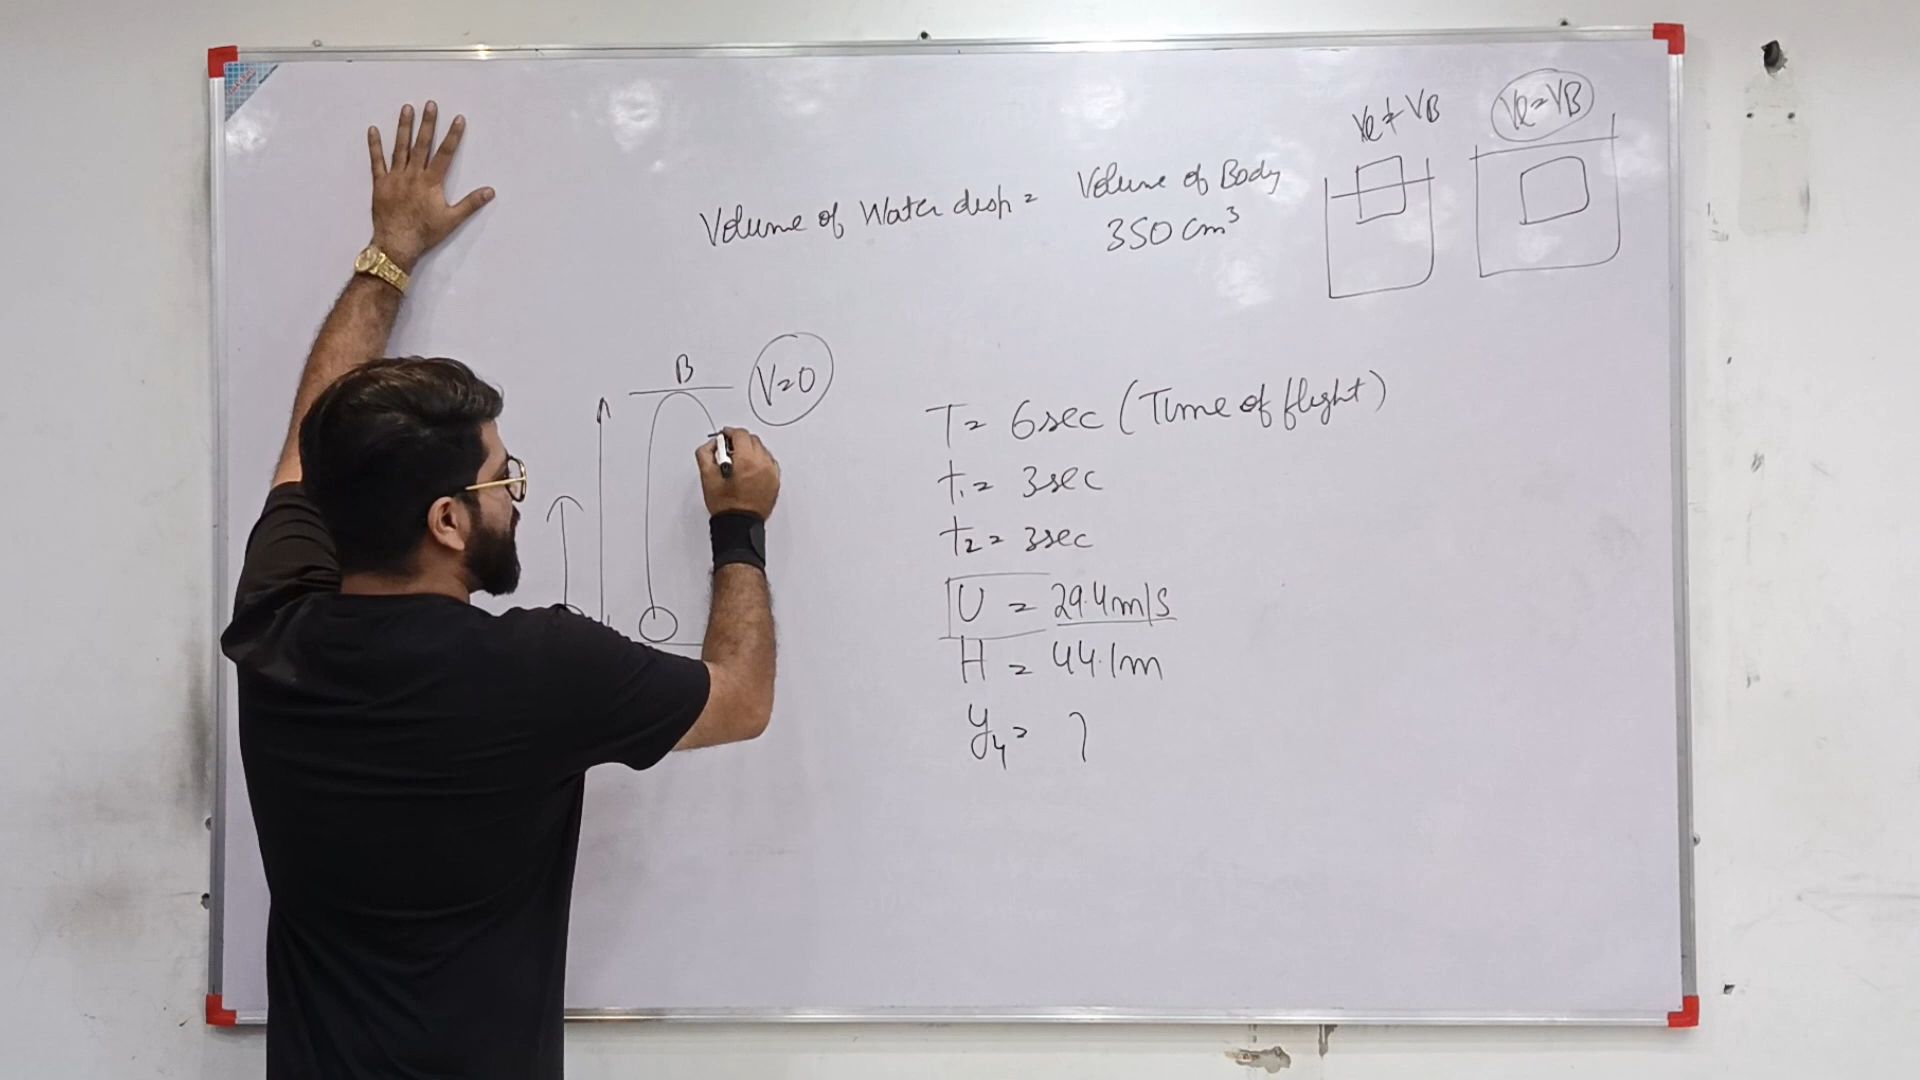 Ve ≠ VB
Ve = VB
Volume of Water disp = Volume of Body
350 cm³
B
V=0
T= 6sec (Time of flight)
t₁= 3sec
t₂= 3sec
U = 29.4m/s
H = 44.1m
y₄= ?